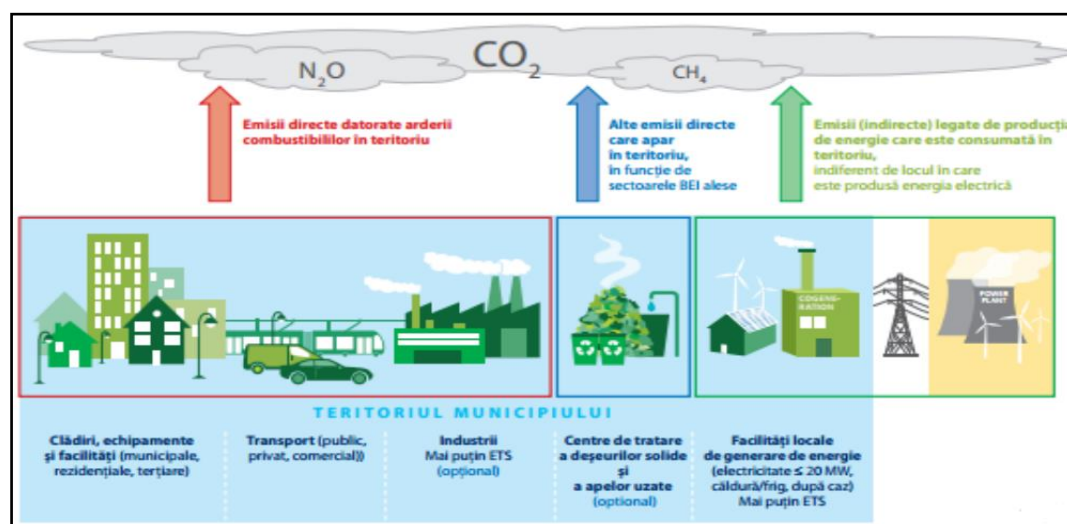 CO₂
N₂O
CH₄
Emisii directe datorate arderii
combustibililor în teritoriu
Alte emisii directe
care apar
în teritoriu,
în funcție de
sectoarele BEI alese
Emisii (indirecte) legate de producția
de energie care este consumată în
teritoriu,
indiferent de locul în care
este produsă energia electrică
COGENE-
RATION
POWER
PLANT
TERITORIUL MUNICIPIULUI
Clădiri, echipamente
și facilități (municipale,
rezidențiale, terțiare)
Transport (public,
privat, comercial))
Industrii
Mai puțin ETS
(opțional)
Centre de tratare
a deșeurilor solide
și
a apelor uzate
(optional)
Facilități locale
de generare de energie
(electricitate ≤ 20 MW,
căldură/frig, după caz)
Mai puțin ETS